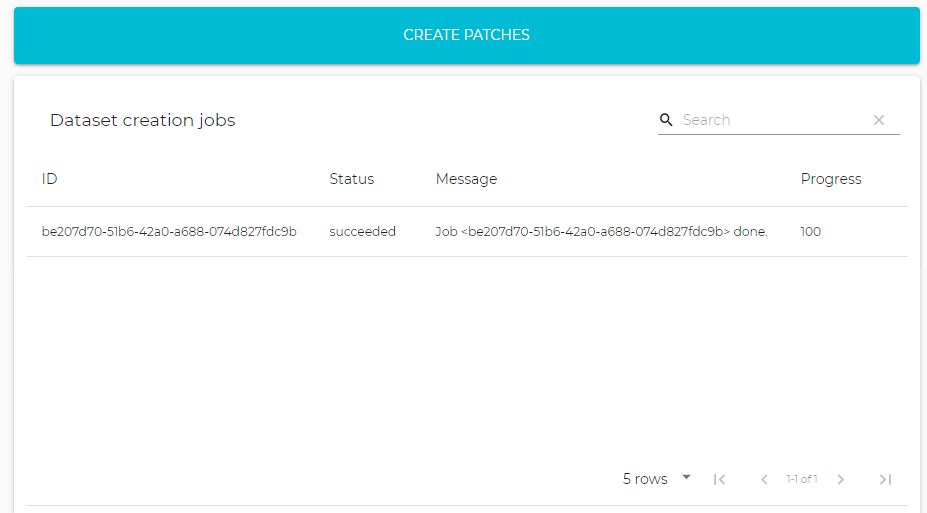 CREATE PATCHES
Dataset creation jobs
Search
ID Status Message Progress
be207d70-51b6-42a0-a688-074d827fdc9b succeeded Job <be207d70-51b6-42a0-a688-074d827fdc9b> done. 100
5 rows 1-1 of 1